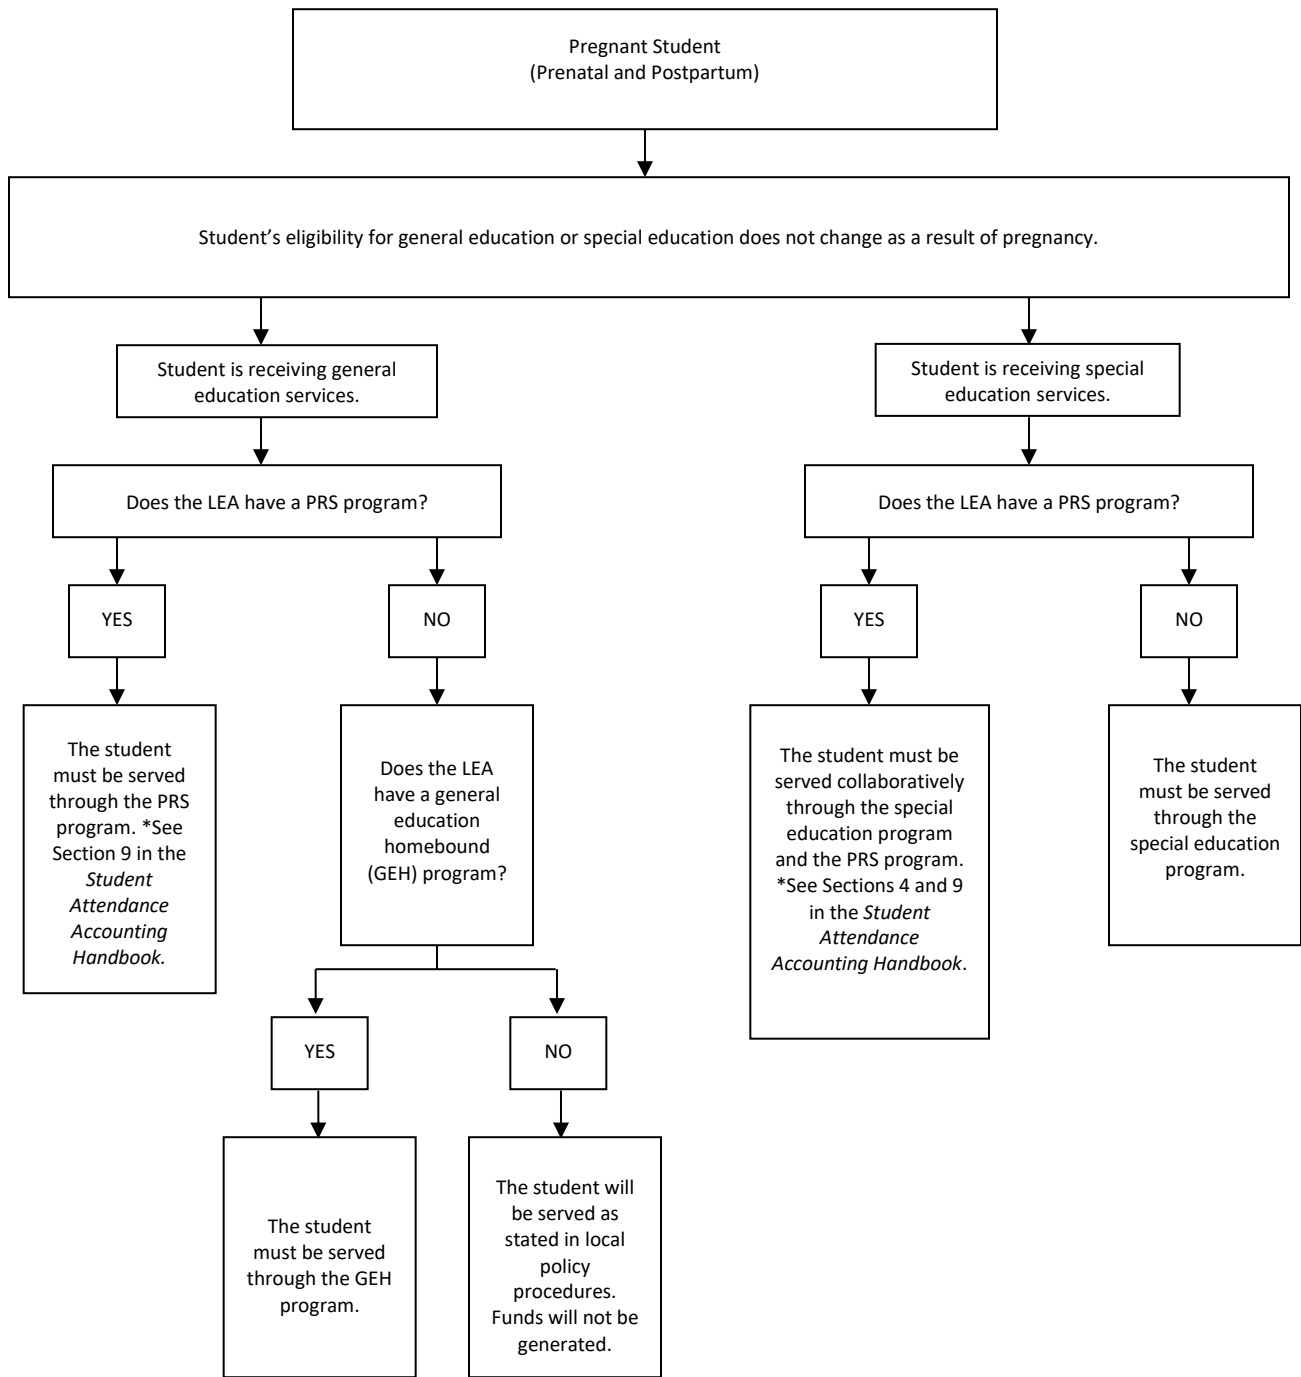 Pregnant Student
(Prenatal and Postpartum)
Student’s eligibility for general education or special education does not change as a result of pregnancy.
Student is receiving general
education services.
Student is receiving special
education services.
Does the LEA have a PRS program?
Does the LEA have a PRS program?
YES
NO
YES
NO
The student
must be served
through the PRS
program. *See
Section 9 in the
Student
Attendance
Accounting
Handbook.
Does the LEA
have a general
education
homebound
(GEH) program?
The student must be
served collaboratively
through the special
education program
and the PRS program.
*See Sections 4 and 9
in the Student
Attendance
Accounting Handbook.
The student
must be served
through the
special education
program.
YES
NO
The student
must be served
through the GEH
program.
The student will
be served as
stated in local
policy
procedures.
Funds will not be
generated.